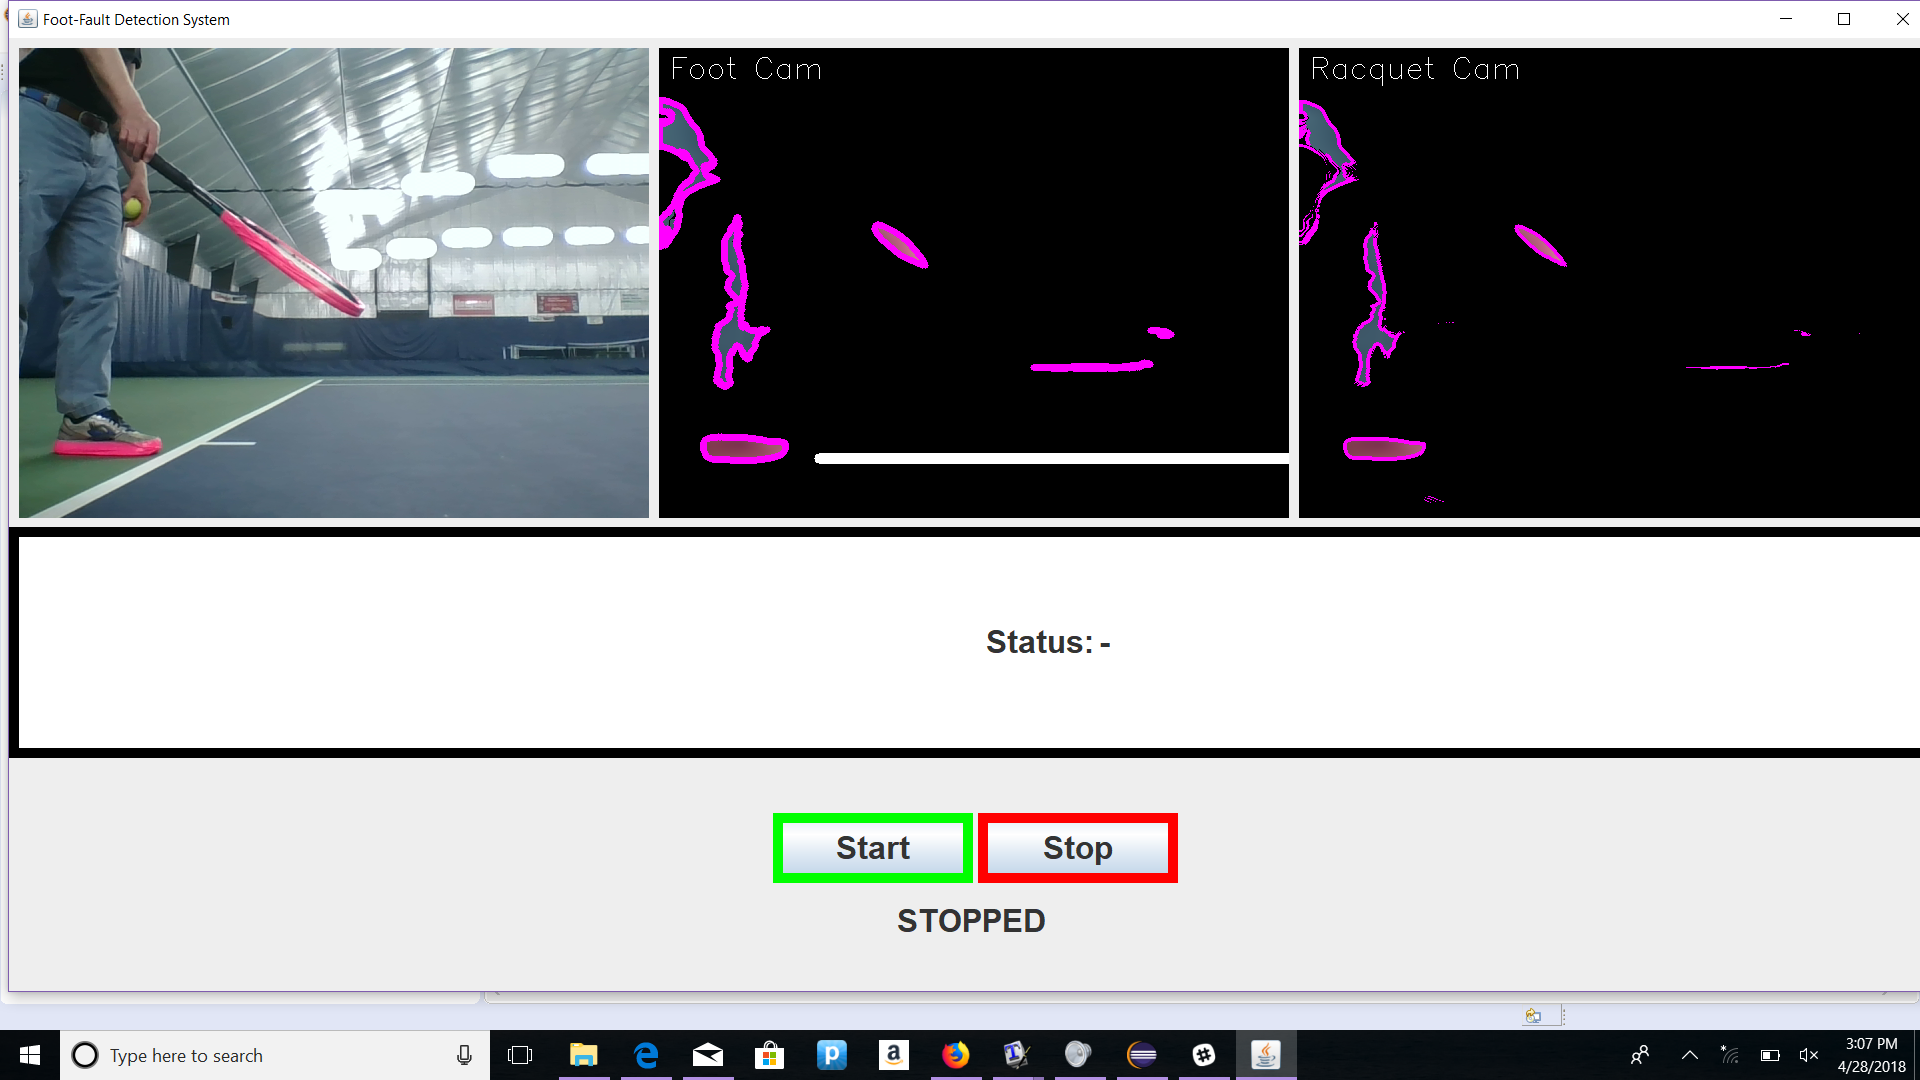 Foot-Fault Detection System
Foot Cam
Racquet Cam
Status: -
Start
Stop
STOPPED
Type here to search
3:07 PM
4/28/2018